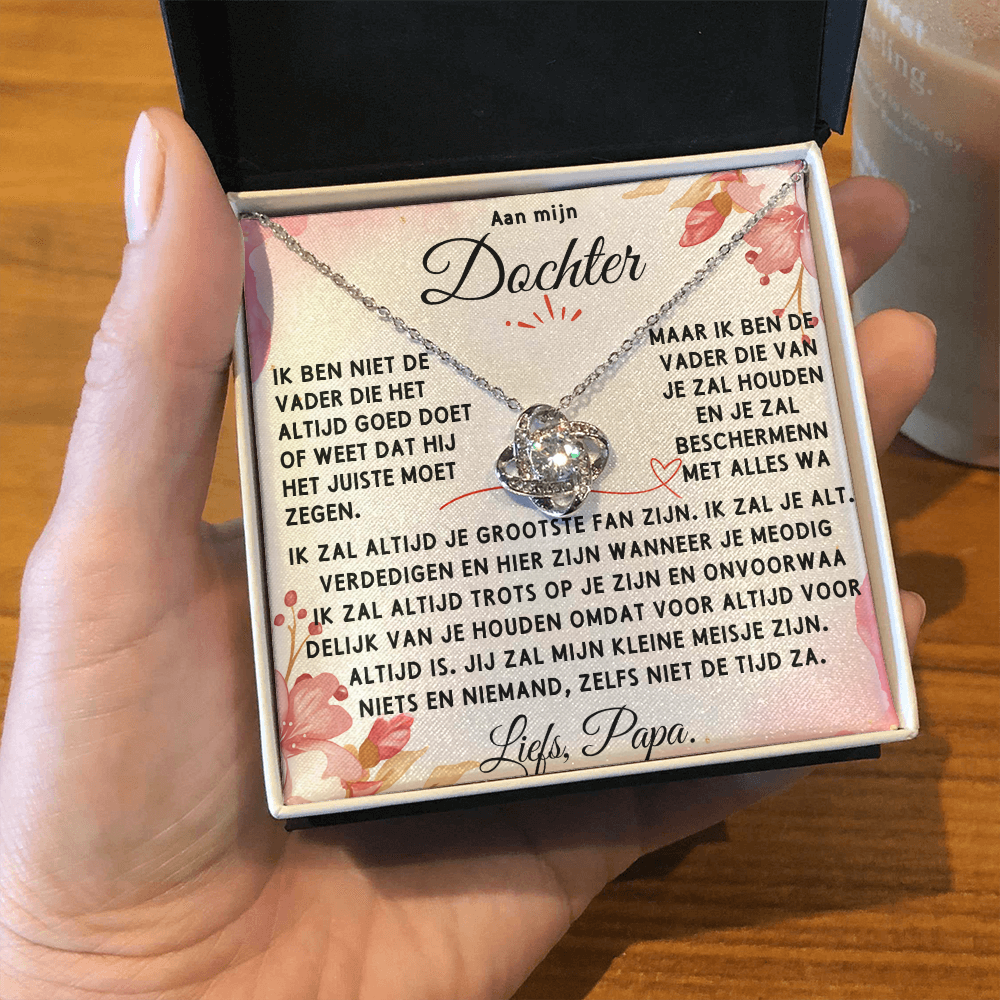 Aan mijn
Dochter
IK BEN NIET DE
VADER DIE HET
ALTIJD GOED DOET
OF WEET DAT HIJ
HET JUISTE MOET
ZEGEN.
MAAR IK BEN DE
VADER DIE VAN
JE ZAL HOUDEN
EN JE ZAL
BESCHERMENN
MET ALLES WA
IK ZAL ALTIJD JE GROOTSTE FAN ZIJN. IK ZAL JE ALT.
VERDEDIGEN EN HIER ZIJN WANNEER JE MEODIG
IK ZAL ALTIJD TROTS OP JE ZIJN EN ONVOORWAA
DELIJK VAN JE HOUDEN OMDAT VOOR ALTIJD VOOR
ALTIJD IS. JIJ ZAL MIJN KLEINE MEISJE ZIJN.
NIETS EN NIEMAND, ZELFS NIET DE TIJD ZA.
Liefs, Papa.
first